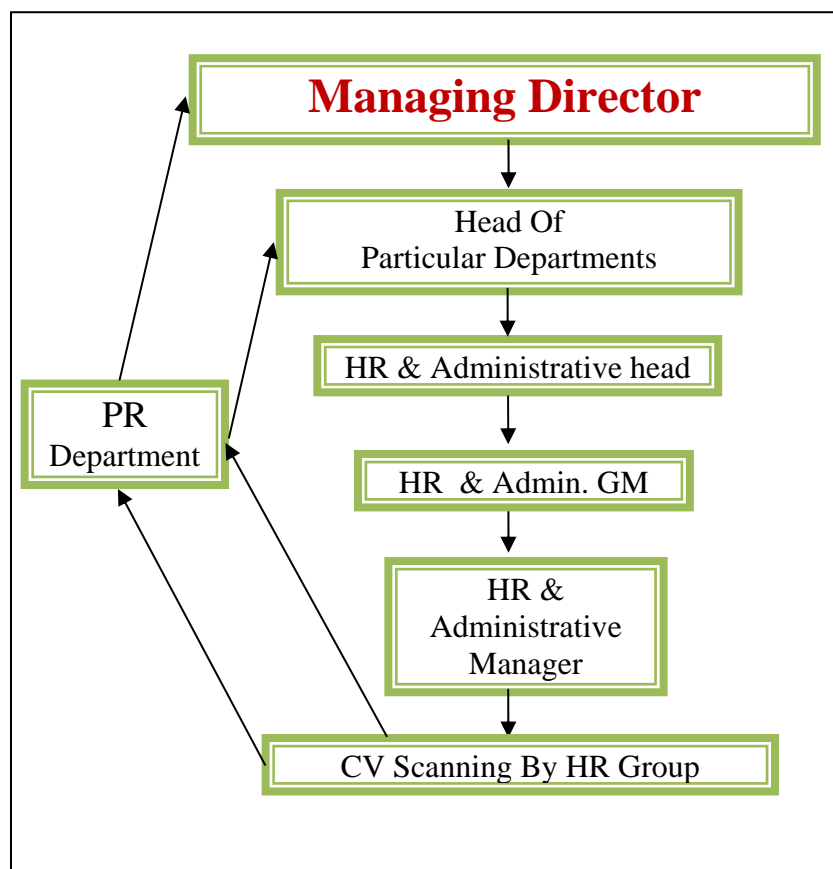 Managing Director
Head Of
Particular Departments
HR & Administrative head
PR
Department
HR & Admin. GM
HR &
Administrative
Manager
CV Scanning By HR Group